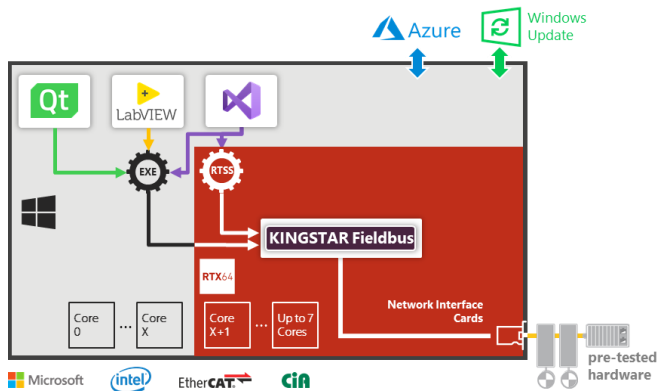 Azure
Windows
Update
Qt
LabVIEW
EXE
RTSS
KINGSTAR Fieldbus
RTX64
Core
0
...
Core
X
Core
X+1
...
Up to 7
Cores
Network Interface
Cards
pre-tested
hardware
Microsoft
intel
EtherCAT
CiA